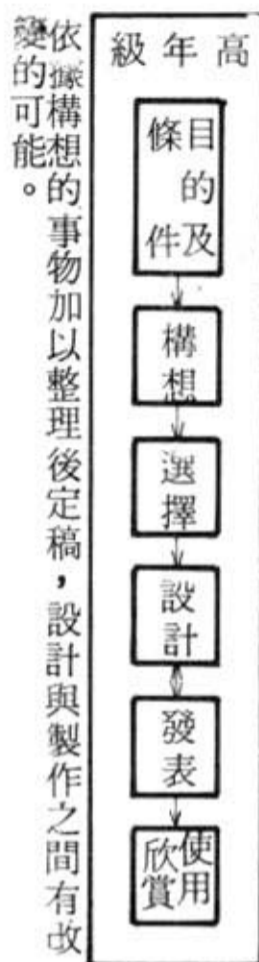 高年級
目的及
條件
構想
選擇
設計
發表
使用
欣賞
依據構想的事物加以整理後定稿，設計與製作之間有改
變的可能。